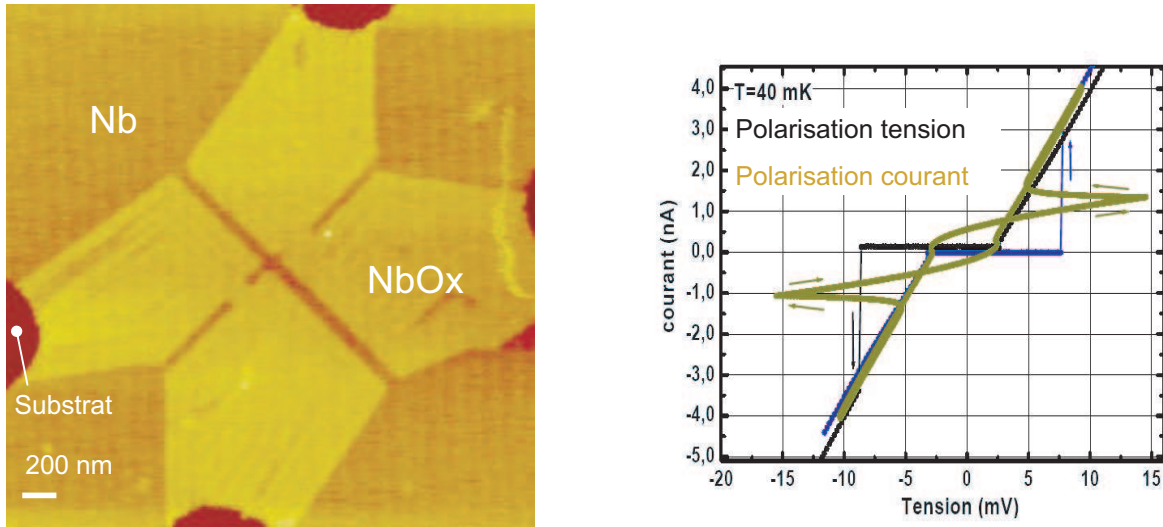 Nb
NbOx
Substrat
200 nm
T=40 mK
Polarisation tension
Polarisation courant
courant (nA)
4,0
3,0
2,0
1,0
0,0
-1,0
-2,0
-3,0
-4,0
-5,0
-20 -15 -10 -5 0 5 10 15
Tension (mV)